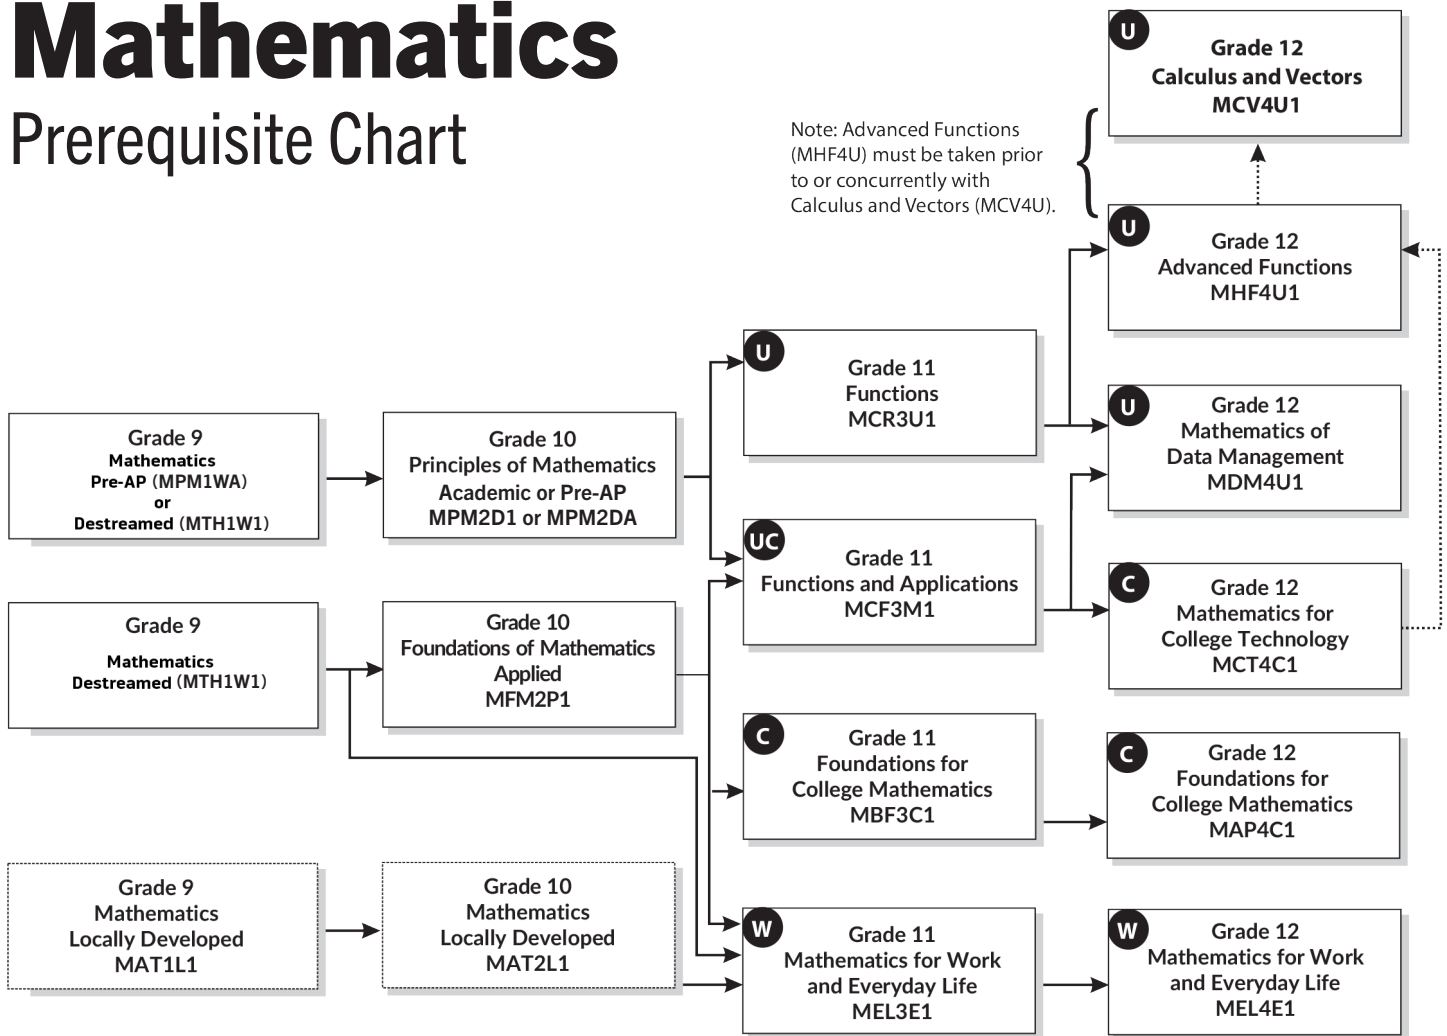 Mathematics
Prerequisite Chart
U
Grade 12
Calculus and Vectors
MCV4U1
Note: Advanced Functions
(MHF4U) must be taken prior
to or concurrently with
Calculus and Vectors (MCV4U).
U
Grade 12
Advanced Functions
MHF4U1
U
Grade 11
Functions
MCR3U1
U
Grade 12
Mathematics of
Data Management
MDM4U1
Grade 9
Mathematics
Pre-AP (MPM1WA)
or
Destreamed (MTH1W1)
Grade 10
Principles of Mathematics
Academic or Pre-AP
MPM2D1 or MPM2DA
UC
Grade 11
Functions and Applications
MCF3M1
C
Grade 12
Mathematics for
College Technology
MCT4C1
Grade 9
Mathematics
Destreamed (MTH1W1)
Grade 10
Foundations of Mathematics
Applied
MFM2P1
C
Grade 11
Foundations for
College Mathematics
MBF3C1
C
Grade 12
Foundations for
College Mathematics
MAP4C1
Grade 9
Mathematics
Locally Developed
MAT1L1
Grade 10
Mathematics
Locally Developed
MAT2L1
W
Grade 11
Mathematics for Work
and Everyday Life
MEL3E1
W
Grade 12
Mathematics for Work
and Everyday Life
MEL4E1